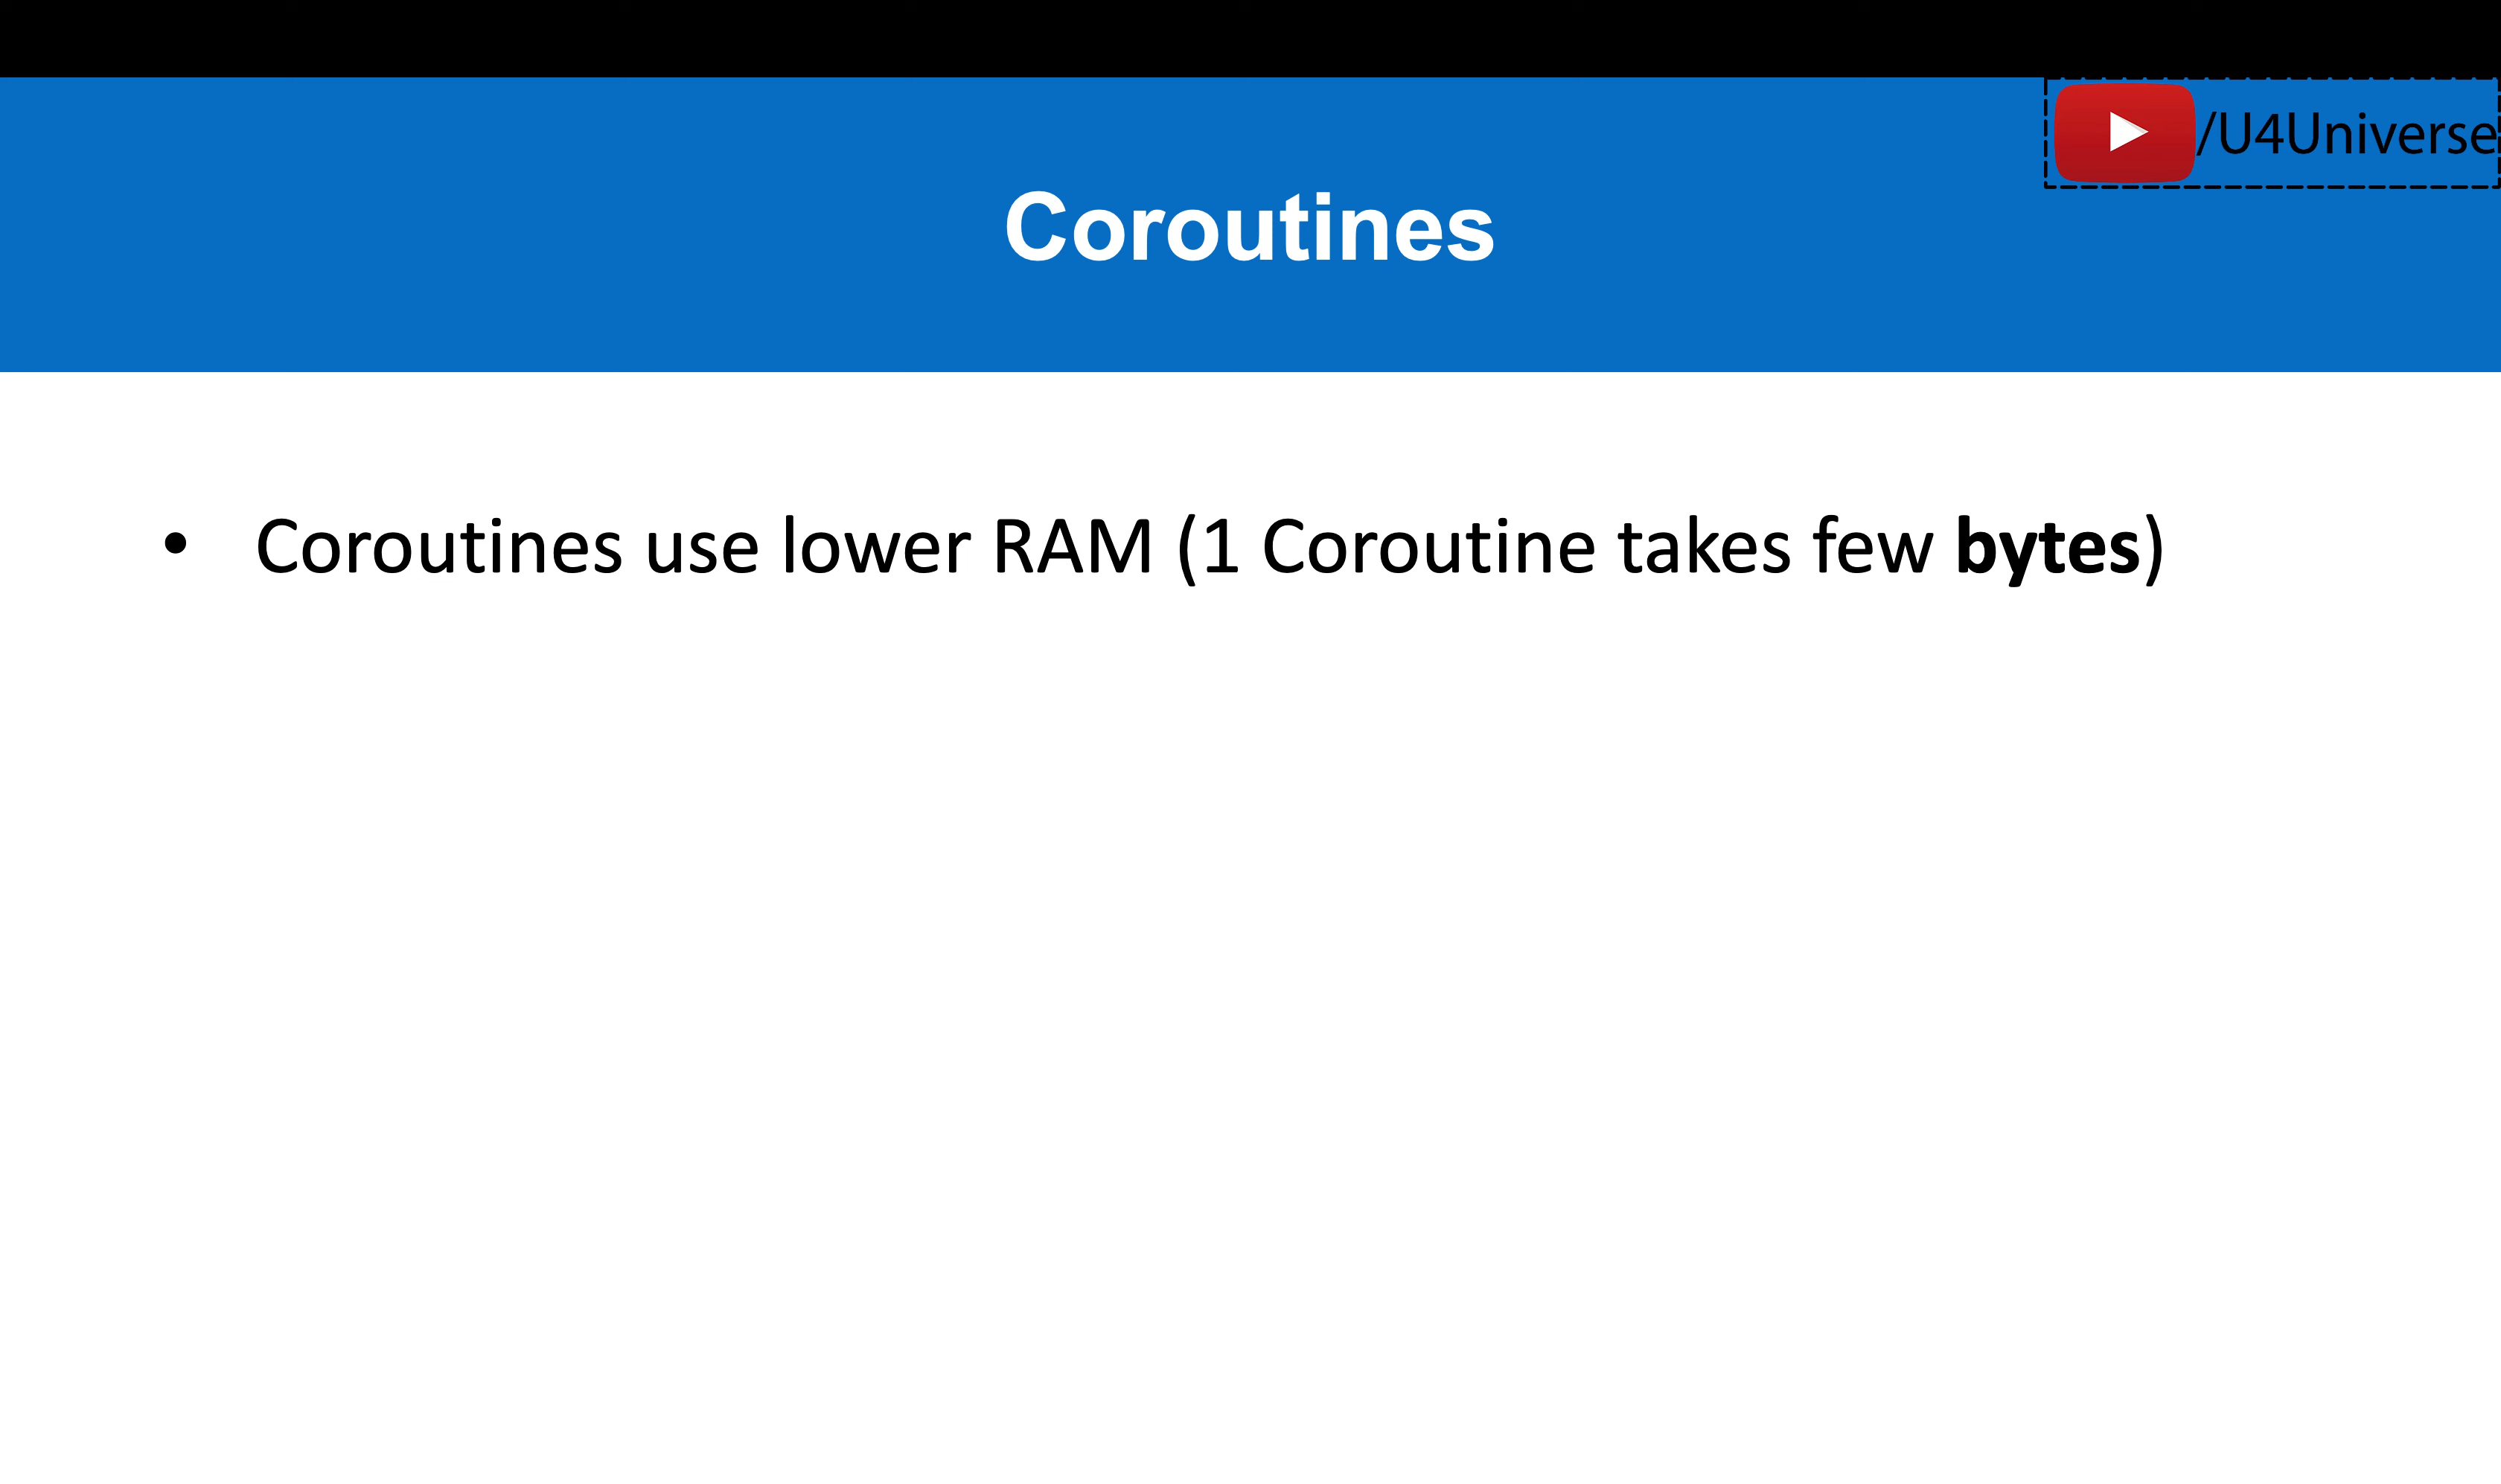 /U4Universe
Coroutines
• Coroutines use lower RAM (1 Coroutine takes few bytes)